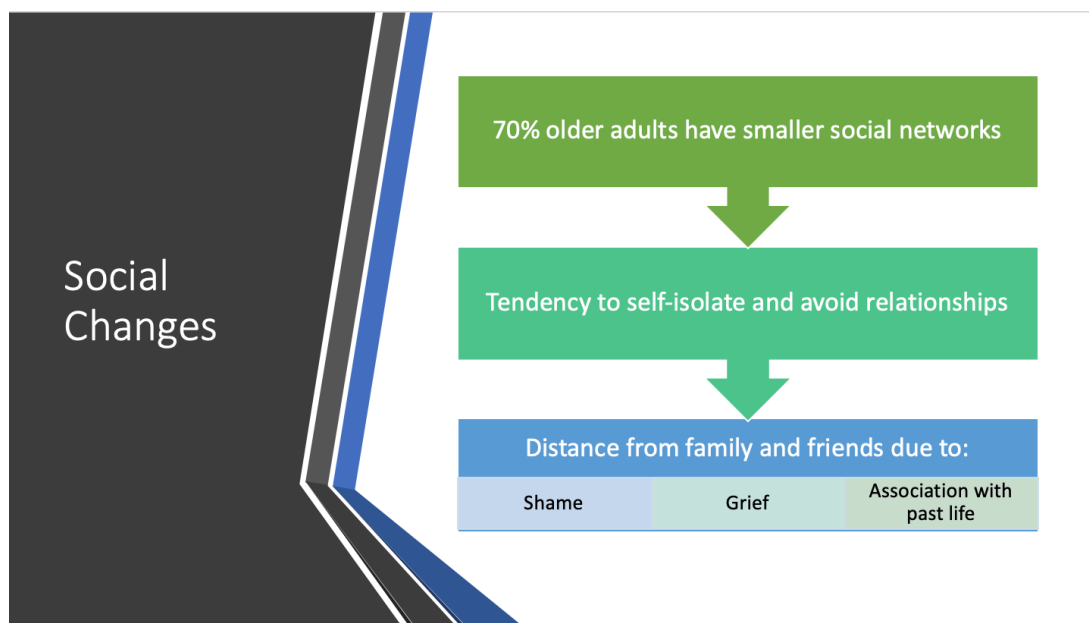 Social
Changes
70% older adults have smaller social networks
Tendency to self-isolate and avoid relationships
Distance from family and friends due to:
Shame
Grief
Association with
past life